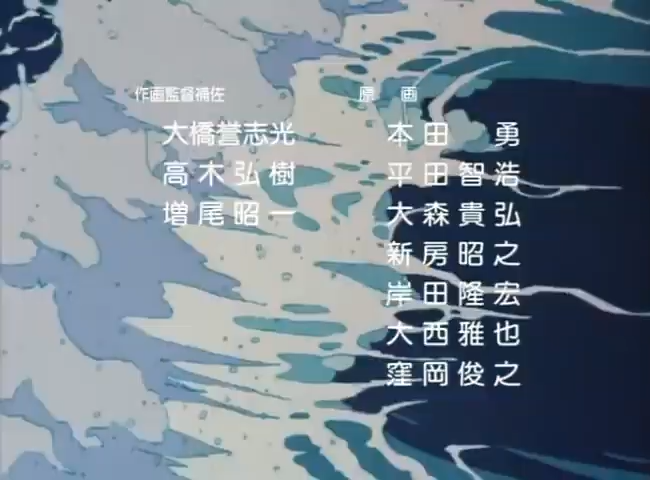 作画監督補佐
大橋誉志光
高木弘樹
増尾昭一
原 画
本田 勇
平田智浩
大森貴弘
新房昭之
岸田隆宏
大西雅也
窪岡俊之